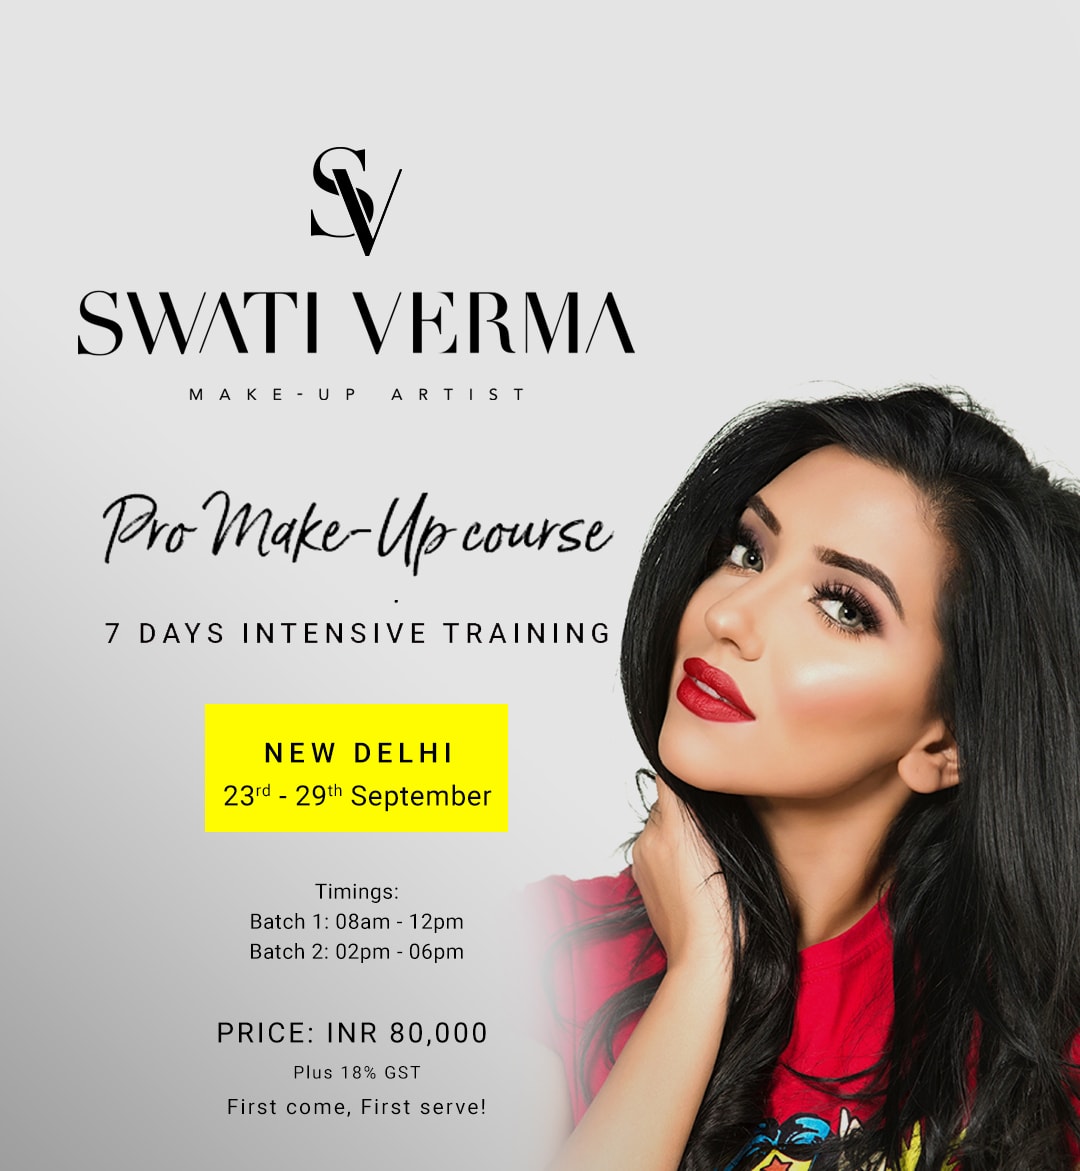 SV
SWATI VERMA
MAKE-UP ARTIST
Pro Make-Up course
.
7 DAYS INTENSIVE TRAINING
NEW DELHI
23rd - 29th September
Timings:
Batch 1: 08am - 12pm
Batch 2: 02pm - 06pm
PRICE: INR 80,000
Plus 18% GST
First come, First serve!